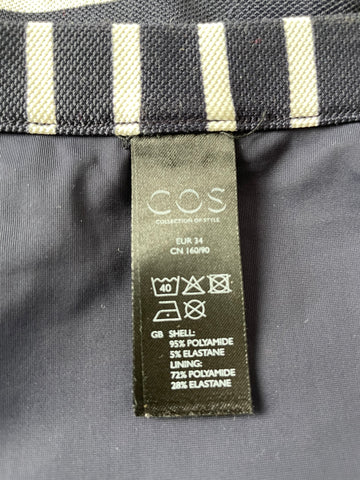 COS
COLLECTION OF STYLE
EUR 34
CN 160/90
40
GB SHELL:
95% POLYAMIDE
5% ELASTANE
LINING:
72% POLYAMIDE
28% ELASTANE